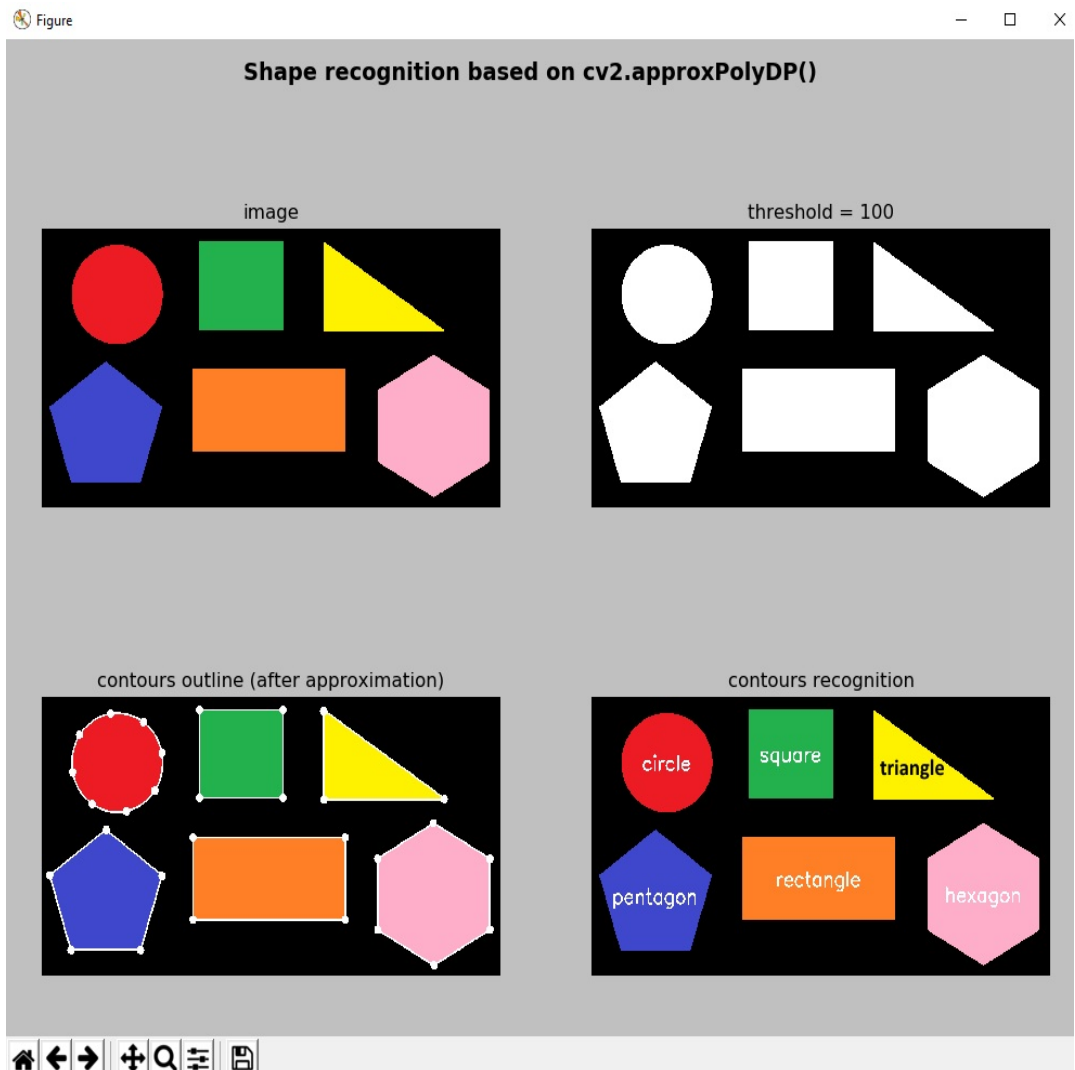 Figure
Shape recognition based on cv2.approxPolyDP()
image
threshold = 100
contours outline (after approximation)
contours recognition
circle
square
triangle
pentagon
rectangle
hexagon